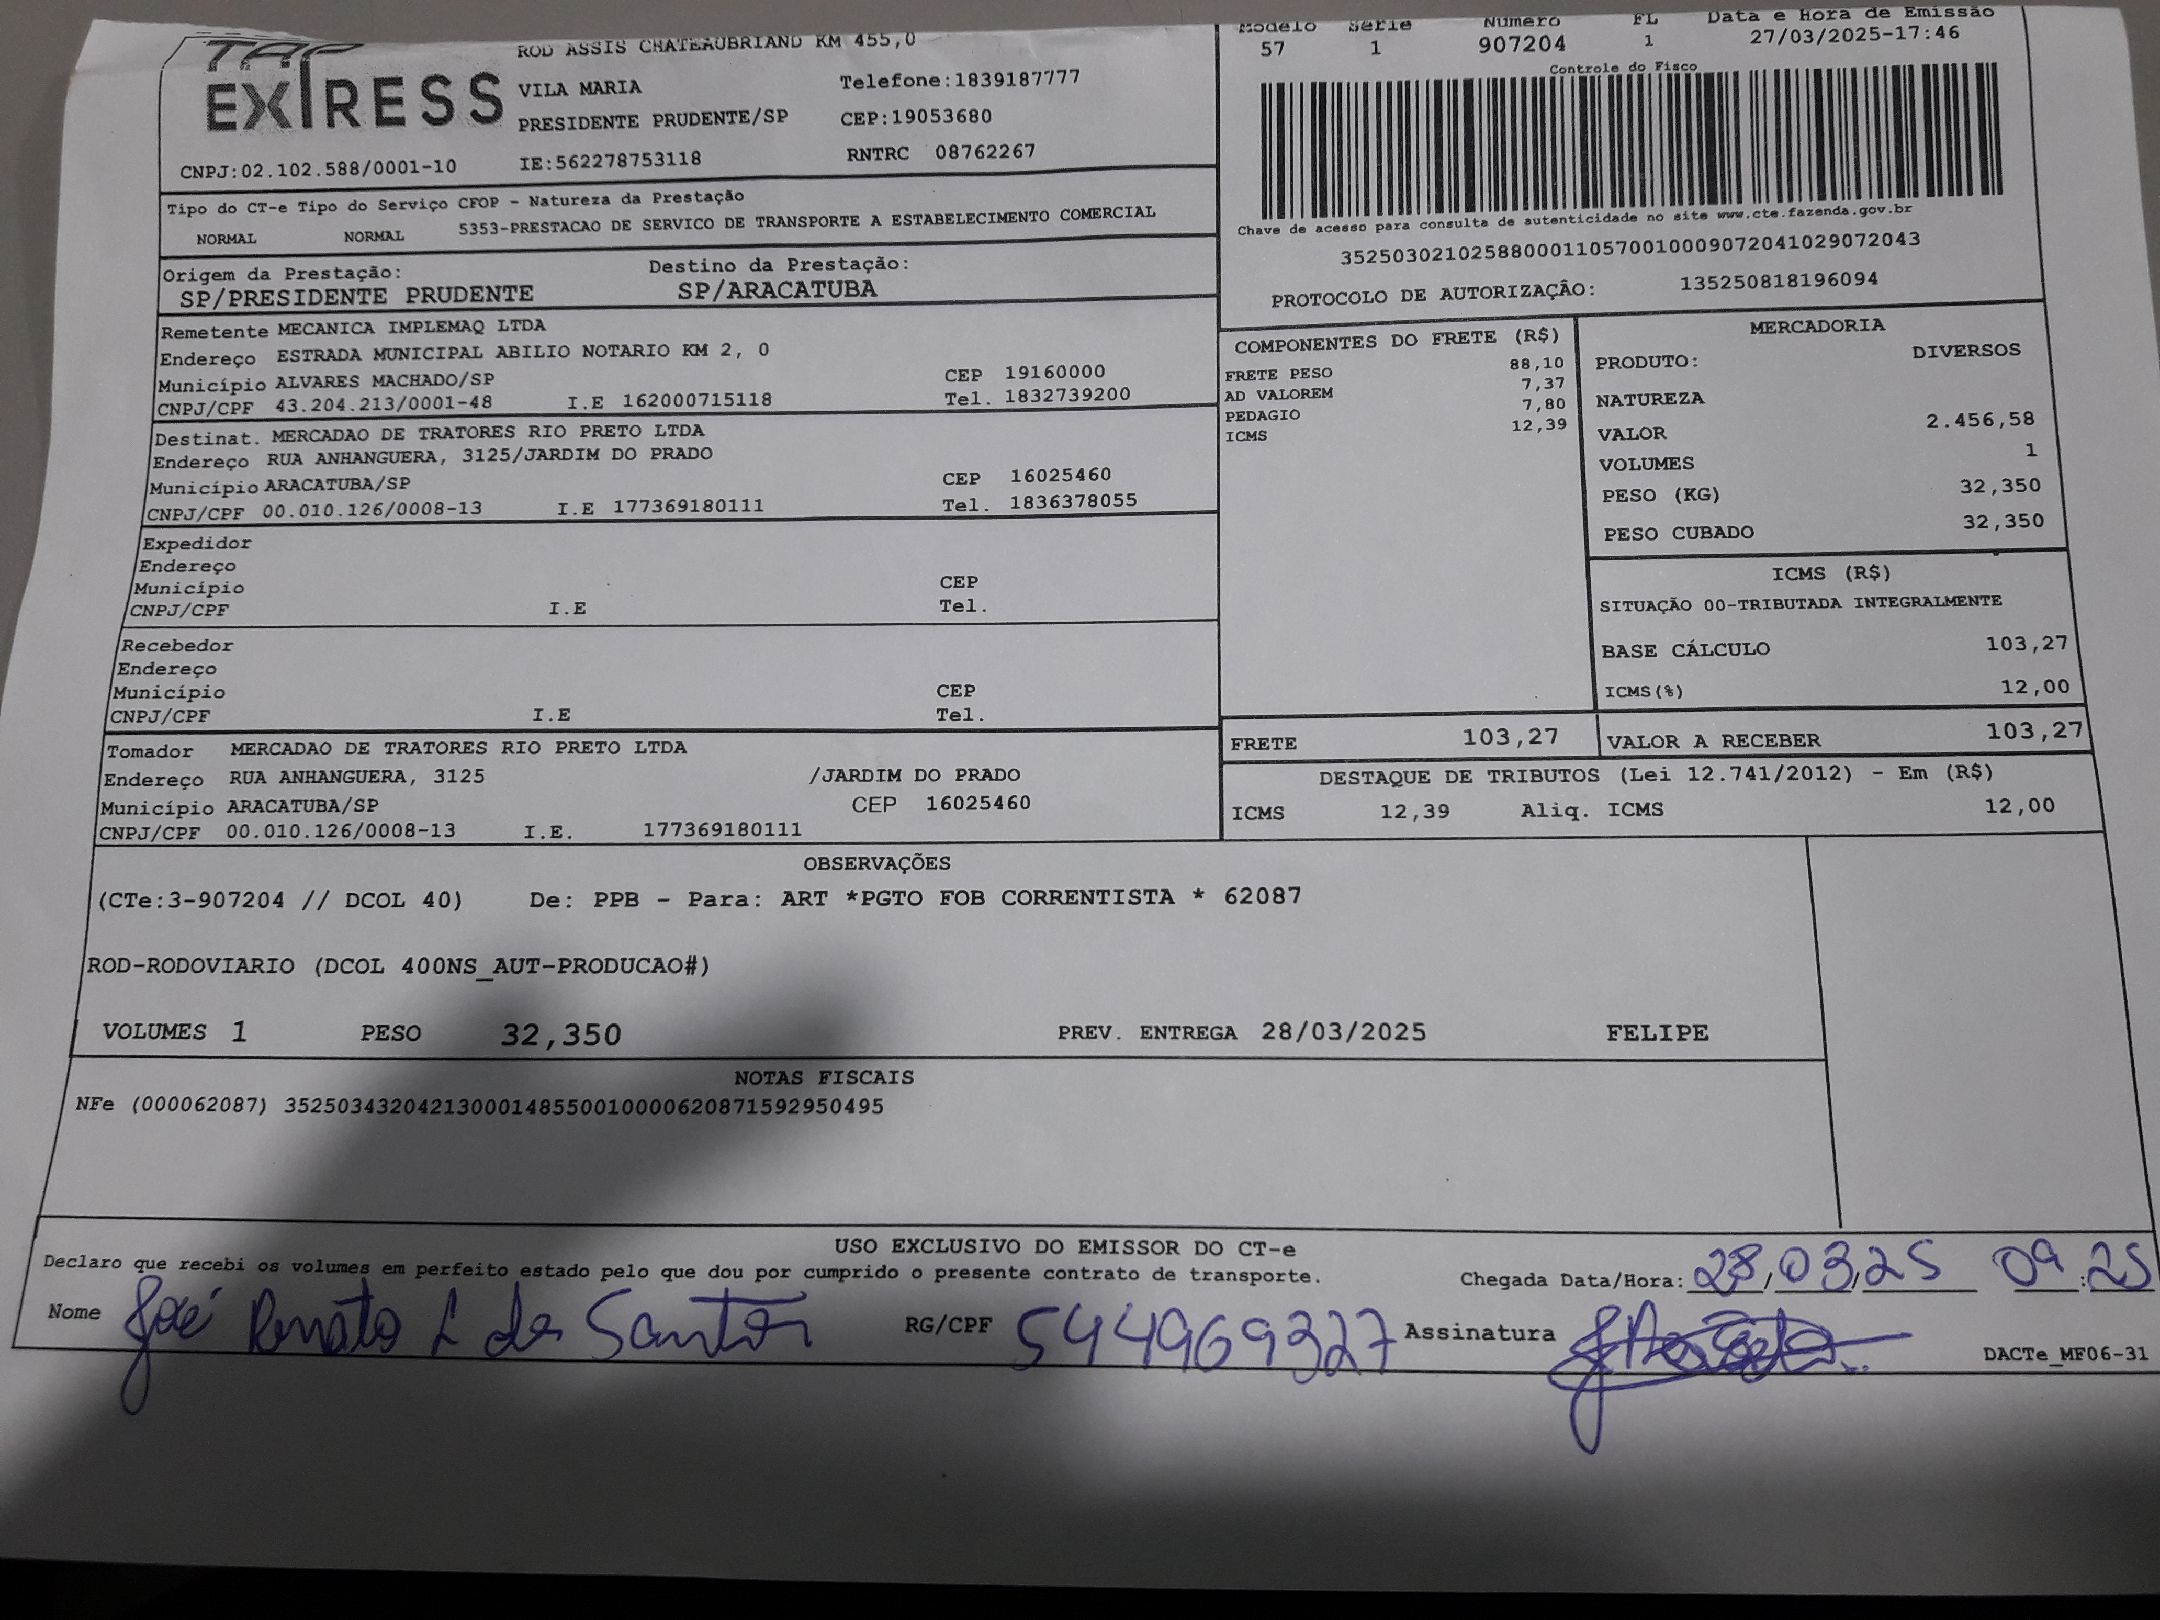 TAP
EXPRESS
ROD ASSIS CHATEAUBRIAND KM 455,0
VILA MARIA Telefone:1839187777
PRESIDENTE PRUDENTE/SP CEP:19053680
CNPJ:02.102.588/0001-10 IE:562278753118 RNTRC 08762267
Modelo Série Número FL Data e Hora de Emissão
57 1 907204 1 27/03/2025-17:46
Controle do Fisco
Chave de acesso para consulta de autenticidade no site www.cte.fazenda.gov.br
35250302102588000110570010009072041029072043
PROTOCOLO DE AUTORIZAÇÃO: 135250818196094
Tipo do CT-e Tipo do Serviço CFOP - Natureza da Prestação
NORMAL NORMAL 5353-PRESTACAO DE SERVICO DE TRANSPORTE A ESTABELECIMENTO COMERCIAL
Origem da Prestação: Destino da Prestação:
SP/PRESIDENTE PRUDENTE SP/ARACATUBA
Remetente MECANICA IMPLEMAQ LTDA
Endereço ESTRADA MUNICIPAL ABILIO NOTARIO KM 2, 0
Município ALVARES MACHADO/SP CEP 19160000
CNPJ/CPF 43.204.213/0001-48 I.E 162000715118 Tel. 1832739200
Destinat. MERCADAO DE TRATORES RIO PRETO LTDA
Endereço RUA ANHANGUERA, 3125/JARDIM DO PRADO
Município ARACATUBA/SP CEP 16025460
CNPJ/CPF 00.010.126/0008-13 I.E 177369180111 Tel. 1836378055
Expedidor
Endereço
Município CEP
CNPJ/CPF I.E Tel.
Recebedor
Endereço
Município CEP
CNPJ/CPF I.E Tel.
Tomador MERCADAO DE TRATORES RIO PRETO LTDA
Endereço RUA ANHANGUERA, 3125 /JARDIM DO PRADO
Município ARACATUBA/SP CEP 16025460
CNPJ/CPF 00.010.126/0008-13 I.E. 177369180111
COMPONENTES DO FRETE (R$)
FRETE PESO 88,10
AD VALOREM 7,37
PEDAGIO 7,80
ICMS 12,39
MERCADORIA
PRODUTO: DIVERSOS
NATUREZA
VALOR 2.456,58
VOLUMES 1
PESO (KG) 32,350
PESO CUBADO 32,350
ICMS (R$)
SITUAÇÃO 00-TRIBUTADA INTEGRALMENTE
BASE CÁLCULO 103,27
ICMS(%) 12,00
FRETE 103,27 VALOR A RECEBER 103,27
DESTAQUE DE TRIBUTOS (Lei 12.741/2012) - Em (R$)
ICMS 12,39 Aliq. ICMS 12,00
OBSERVAÇÕES
(CTe:3-907204 // DCOL 40) De: PPB - Para: ART *PGTO FOB CORRENTISTA * 62087
ROD-RODOVIARIO (DCOL 400NS_AUT-PRODUCAO#)
VOLUMES 1 PESO 32,350 PREV. ENTREGA 28/03/2025 FELIPE
NOTAS FISCAIS
NFe (000062087) 35250343204213000148550010000620871592950495
USO EXCLUSIVO DO EMISSOR DO CT-e
Declaro que recebi os volumes em perfeito estado pelo que dou por cumprido o presente contrato de transporte. Chegada Data/Hora: 28/03/25 09:25
Nome José Renato L dos Santos RG/CPF 544969327 Assinatura
DACTe_MF06-31